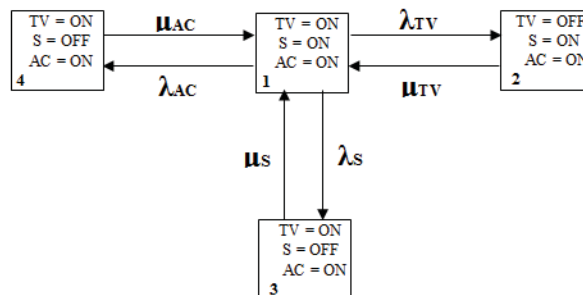 TV = ON
S = OFF
AC = ON
4
μAC
λAC
TV = ON
S = ON
AC = ON
1
λTV
μTV
TV = OFF
S = ON
AC = ON
2
μS
λS
TV = ON
S = OFF
AC = ON
3